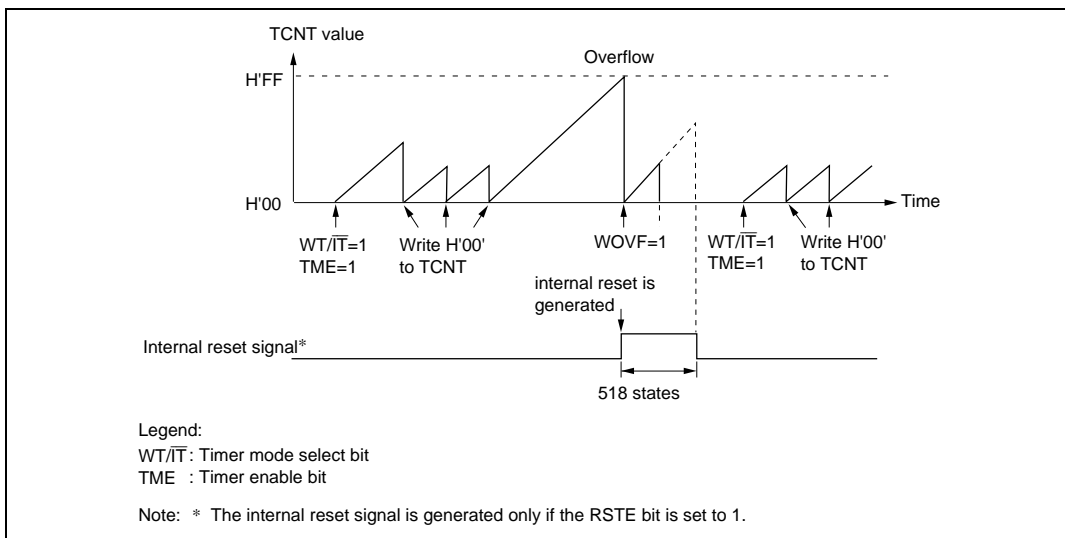 TCNT value
Overflow
H'FF
H'00
Time
WT/IT=1
TME=1
Write H'00'
to TCNT
WOVF=1
WT/IT=1
TME=1
Write H'00'
to TCNT
internal reset is
generated
Internal reset signal*
518 states
Legend:
WT/IT : Timer mode select bit
TME : Timer enable bit
Note: * The internal reset signal is generated only if the RSTE bit is set to 1.